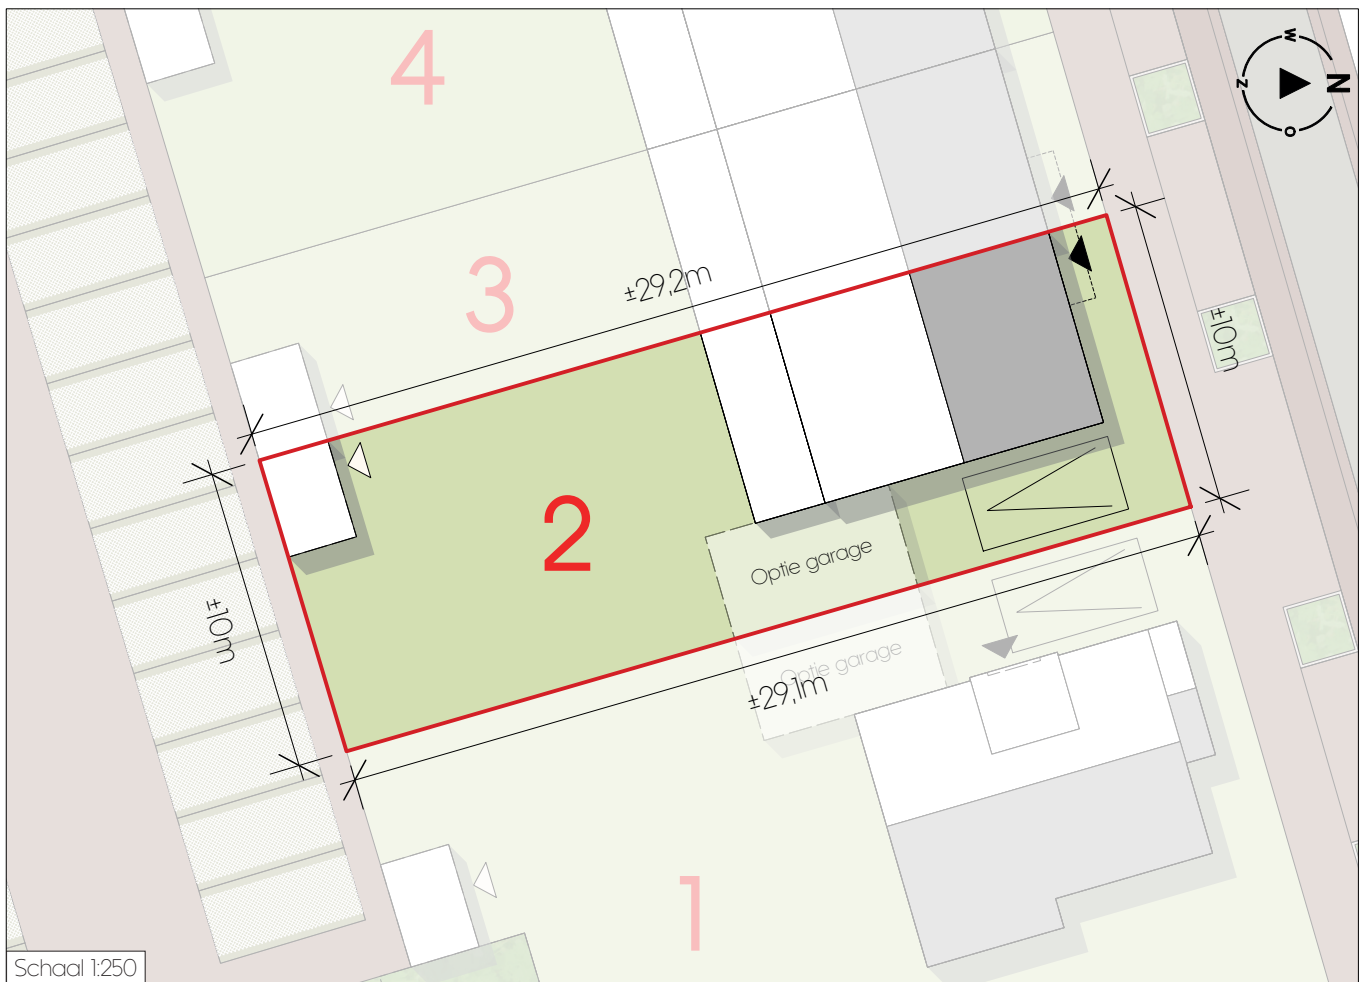 4
W
N
Z
O
3
±29,2m
±10m
2
Optie garage
±10m
Optie garage
±29,1m
1
Schaal 1:250